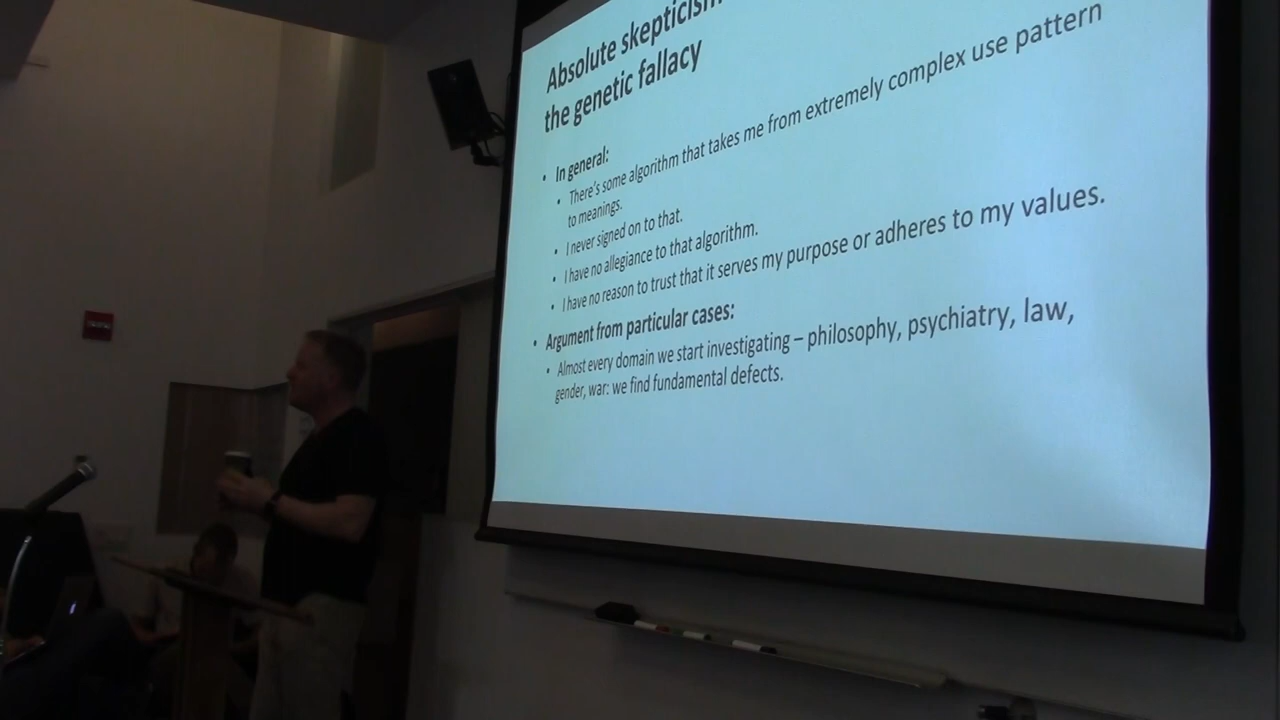 Absolute skepticism
the genetic fallacy
• In general:
• There's some algorithm that takes me from extremely complex use pattern
to meanings.
• I never signed on to that.
• I have no allegiance to that algorithm.
• I have no reason to trust that it serves my purpose or adheres to my values.
• Argument from particular cases:
• Almost every domain we start investigating – philosophy, psychiatry, law,
gender, war: we find fundamental defects.